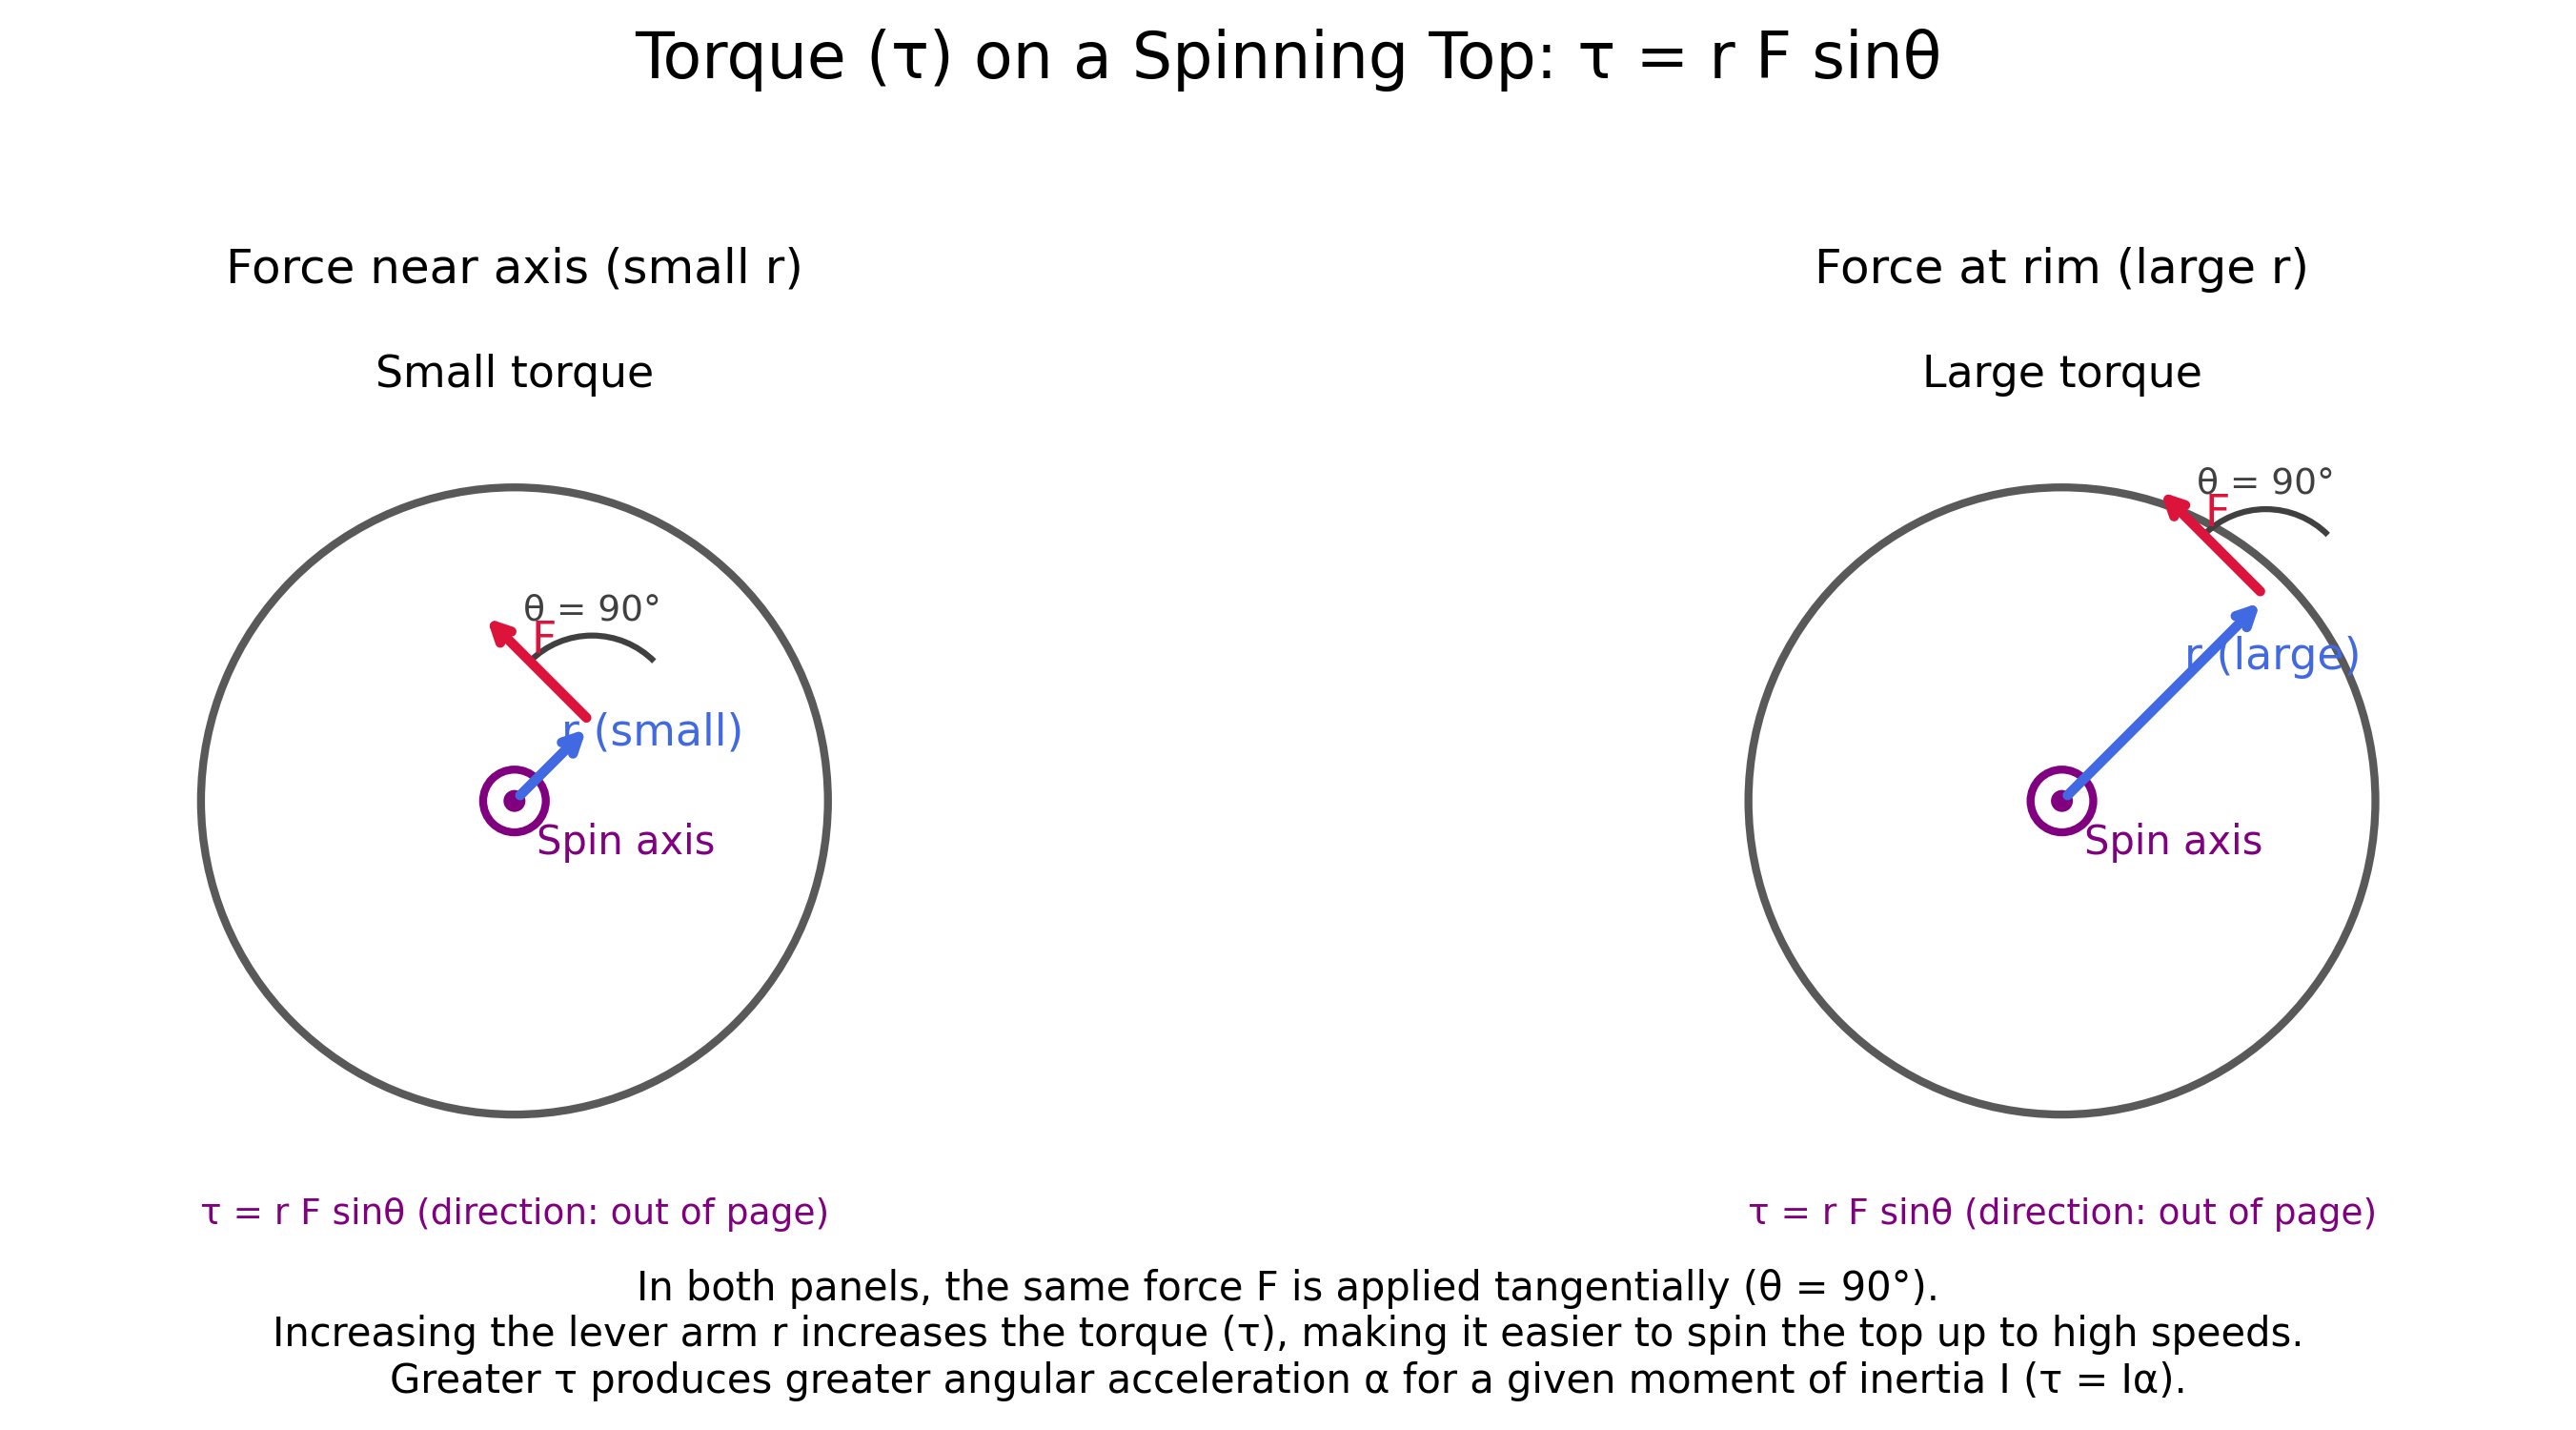 Torque (τ) on a Spinning Top: τ = r F sinθ
Force near axis (small r)
Small torque
θ = 90°
F
r (small)
Spin axis
τ = r F sinθ (direction: out of page)
Force at rim (large r)
Large torque
θ = 90°
F
r (large)
Spin axis
τ = r F sinθ (direction: out of page)
In both panels, the same force F is applied tangentially (θ = 90°).
Increasing the lever arm r increases the torque (τ), making it easier to spin the top up to high speeds.
Greater τ produces greater angular acceleration α for a given moment of inertia I (τ = Iα).